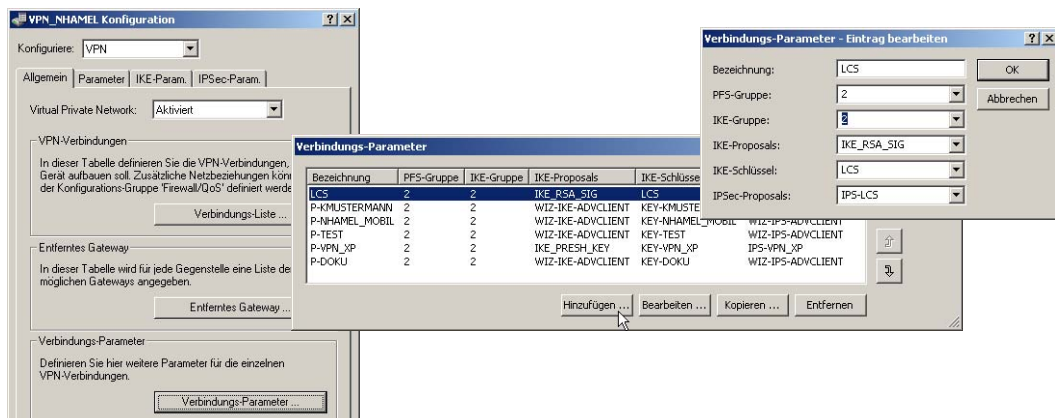 VPN_NHAMEL Konfiguration
Konfiguriere: VPN
Allgemein Parameter IKE-Param. IPSec-Param.
Virtual Private Network: Aktiviert
VPN-Verbindungen
In dieser Tabelle definieren Sie die VPN-Verbindungen,
Gerät aufbauen soll. Zusätzliche Netzbeziehungen könn
der Konfigurations-Gruppe 'Firewall/QoS' definiert werde
Verbindungs-Liste ...
Entferntes Gateway
In dieser Tabelle wird für jede Gegenstelle eine Liste der
möglichen Gateways angegeben.
Entferntes Gateway ...
Verbindungs-Parameter
Definieren Sie hier weitere Parameter für die einzelnen
VPN-Verbindungen.
Verbindungs-Parameter ...
Verbindungs-Parameter
Bezeichnung PFS-Gruppe IKE-Gruppe IKE-Proposals IKE-Schlüsse
LCS 2 2 IKE_RSA_SIG LCS
P-KMUSTERMANN 2 2 WIZ-IKE-ADVCLIENT KEY-KMUSTE
P-NHAMEL_MOBIL 2 2 WIZ-IKE-ADVCLIENT KEY-NHAMEL_MOBIL WIZ-IPS-ADVCLIENT
P-TEST 2 2 WIZ-IKE-ADVCLIENT KEY-TEST WIZ-IPS-ADVCLIENT
P-VPN_XP 2 2 IKE_PRESH_KEY KEY-VPN_XP IPS-VPN_XP
P-DOKU 2 2 WIZ-IKE-ADVCLIENT KEY-DOKU WIZ-IPS-ADVCLIENT
Hinzufügen ... Bearbeiten ... Kopieren ... Entfernen
Verbindungs-Parameter - Eintrag bearbeiten
Bezeichnung: LCS
OK
PFS-Gruppe: 2
Abbrechen
IKE-Gruppe: 2
IKE-Proposals: IKE_RSA_SIG
IKE-Schlüssel: LCS
IPSec-Proposals: IPS-LCS